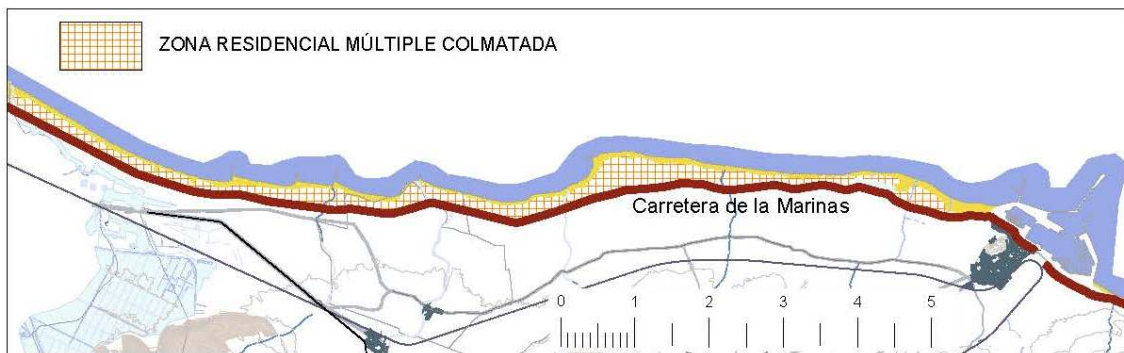 ZONA RESIDENCIAL MÚLTIPLE COLMATADA
Carretera de la Marinas
0 1 2 3 4 5